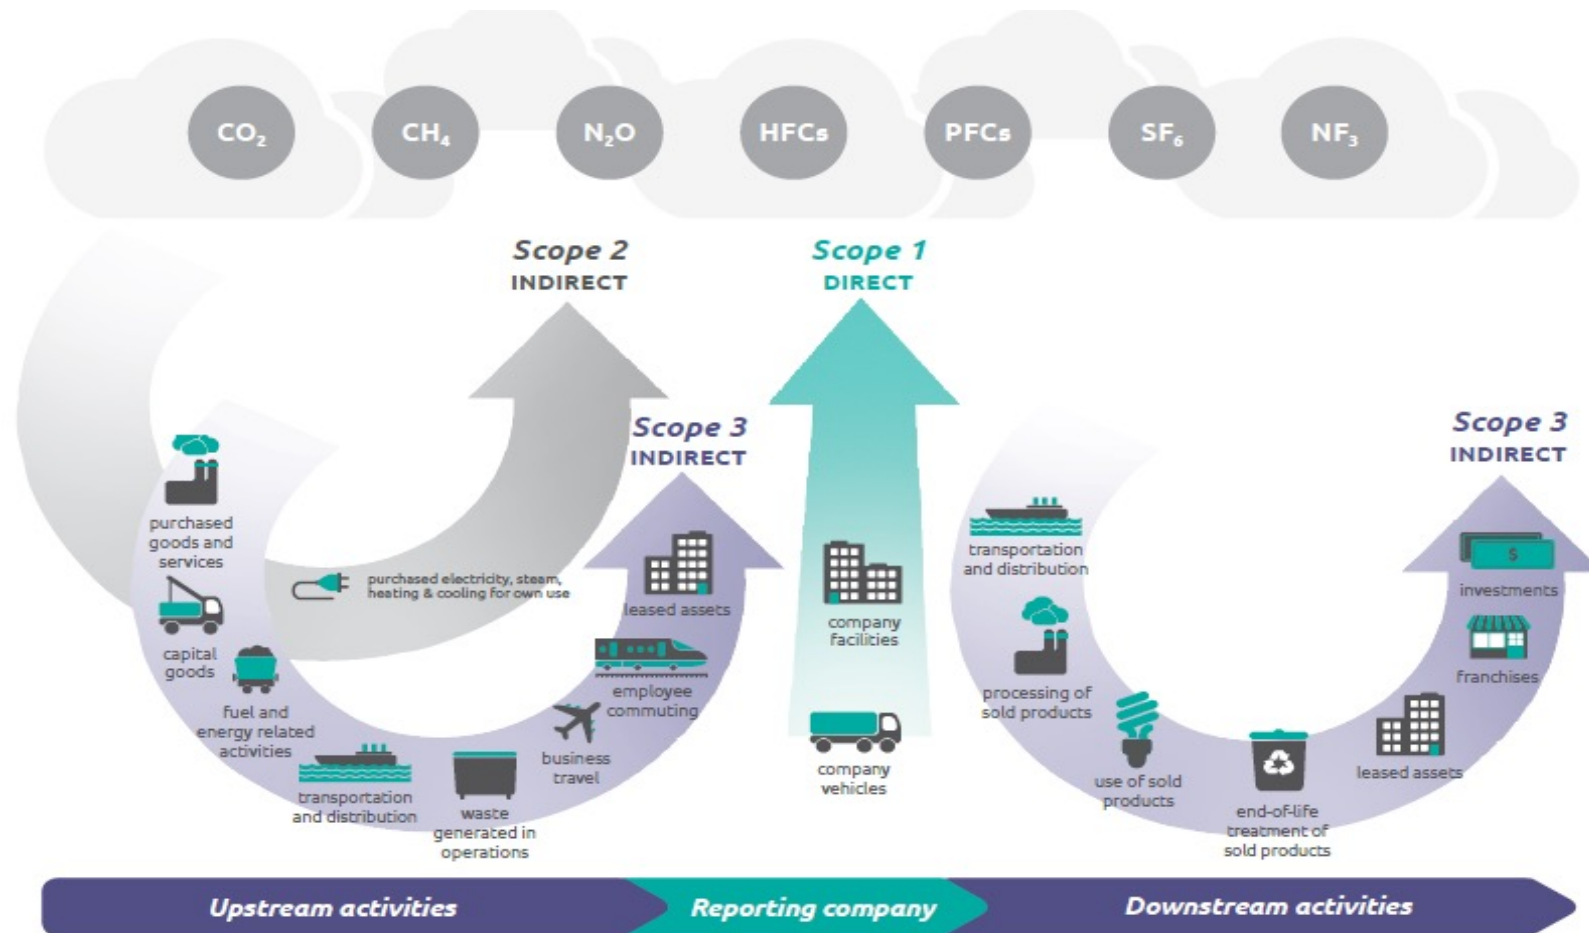 CO₂
CH₄
N₂O
HFCs
PFCs
SF₆
NF₃
Scope 2
INDIRECT
Scope 1
DIRECT
Scope 3
INDIRECT
Scope 3
INDIRECT
purchased
goods and
services
capital
goods
fuel and
energy related
activities
transportation
and distribution
waste
generated in
operations
business
travel
employee
commuting
leased assets
purchased electricity, steam,
heating & cooling for own use
company
facilities
company
vehicles
transportation
and distribution
processing of
sold products
use of sold
products
end-of-life
treatment of
sold products
leased assets
franchises
$
investments
Upstream activities
Reporting company
Downstream activities